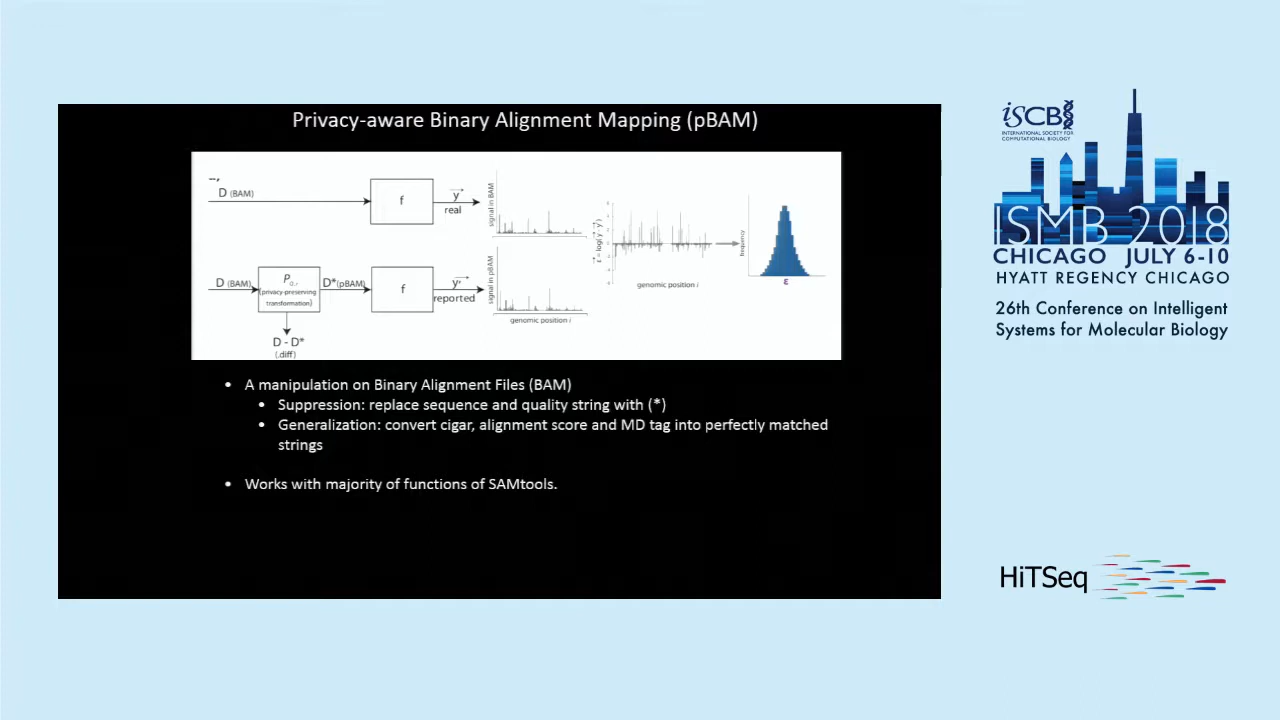 Privacy-aware Binary Alignment Mapping (pBAM)
D (BAM)
f
y
real
signal in BAM
D (BAM)
P
(privacy-preserving
transformation)
D*(pBAM)
f
y'
reported
signal in pBAM
genomic position i
D - D*
(.diff)
genomic position i
frequency
ε
• A manipulation on Binary Alignment Files (BAM)
• Suppression: replace sequence and quality string with (*)
• Generalization: convert cigar, alignment score and MD tag into perfectly matched
strings
• Works with majority of functions of SAMtools.
iSCB
INTERNATIONAL SOCIETY FOR
COMPUTATIONAL BIOLOGY
ISMB 2018
CHICAGO JULY 6-10
HYATT REGENCY CHICAGO
26th Conference on Intelligent
Systems for Molecular Biology
HiTSeq